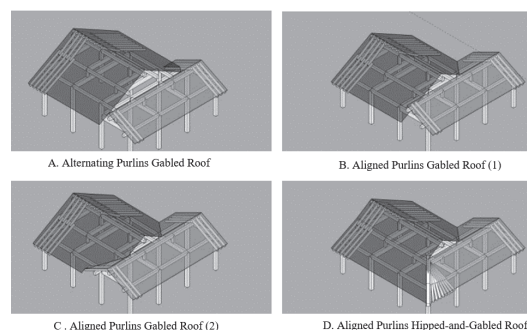 A. Alternating Purlins Gabled Roof
B. Aligned Purlins Gabled Roof (1)
C . Aligned Purlins Gabled Roof (2)
D. Aligned Purlins Hipped-and-Gabled Roof